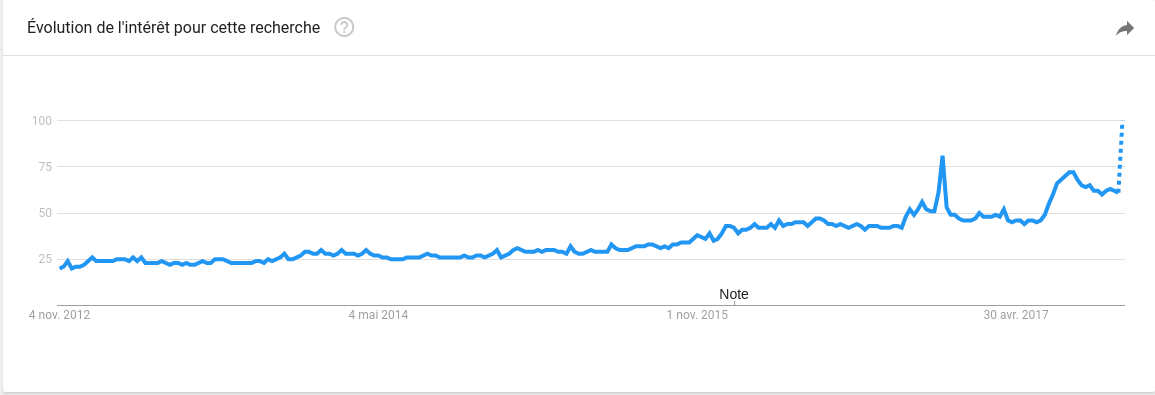 Évolution de l'intérêt pour cette recherche ?
100
75
50
25
Note
4 nov. 2012 4 mai 2014 1 nov. 2015 30 avr. 2017